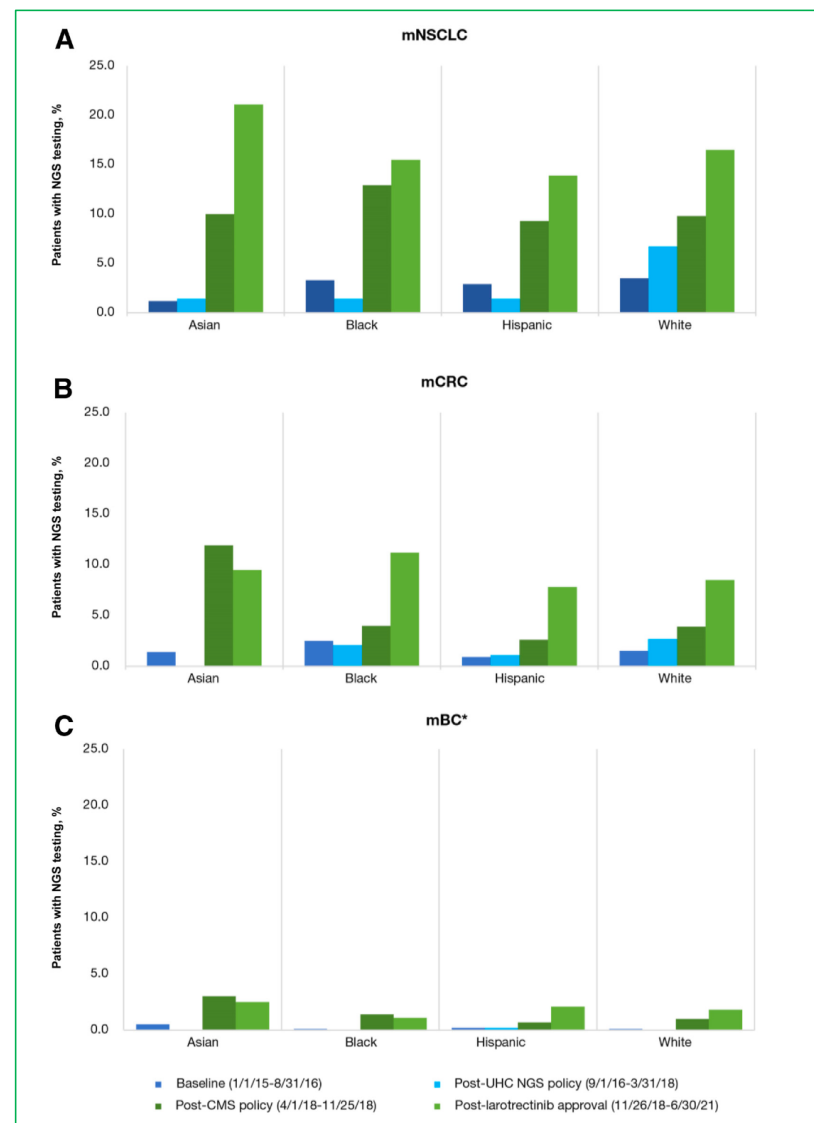 A
mNSCLC
Patients with NGS testing, %
25.0
20.0
15.0
10.0
5.0
0.0
Asian Black Hispanic White
B
mCRC
Patients with NGS testing, %
25.0
20.0
15.0
10.0
5.0
0.0
Asian Black Hispanic White
C
mBC*
Patients with NGS testing, %
25.0
20.0
15.0
10.0
5.0
0.0
Asian Black Hispanic White
Baseline (1/1/15-8/31/16) Post-UHC NGS policy (9/1/16-3/31/18)
Post-CMS policy (4/1/18-11/25/18) Post-larotrectinib approval (11/26/18-6/30/21)